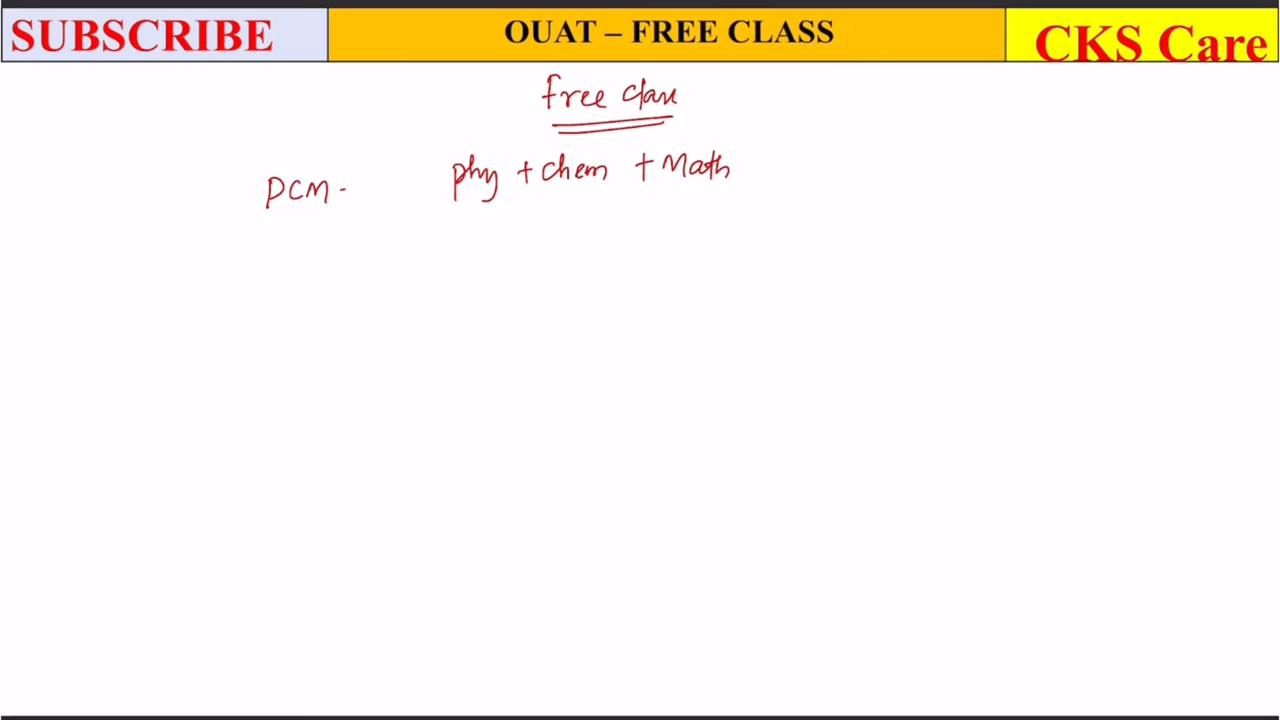 SUBSCRIBE
OUAT – FREE CLASS
CKS Care
free class
phy + chem + Math
PCM -